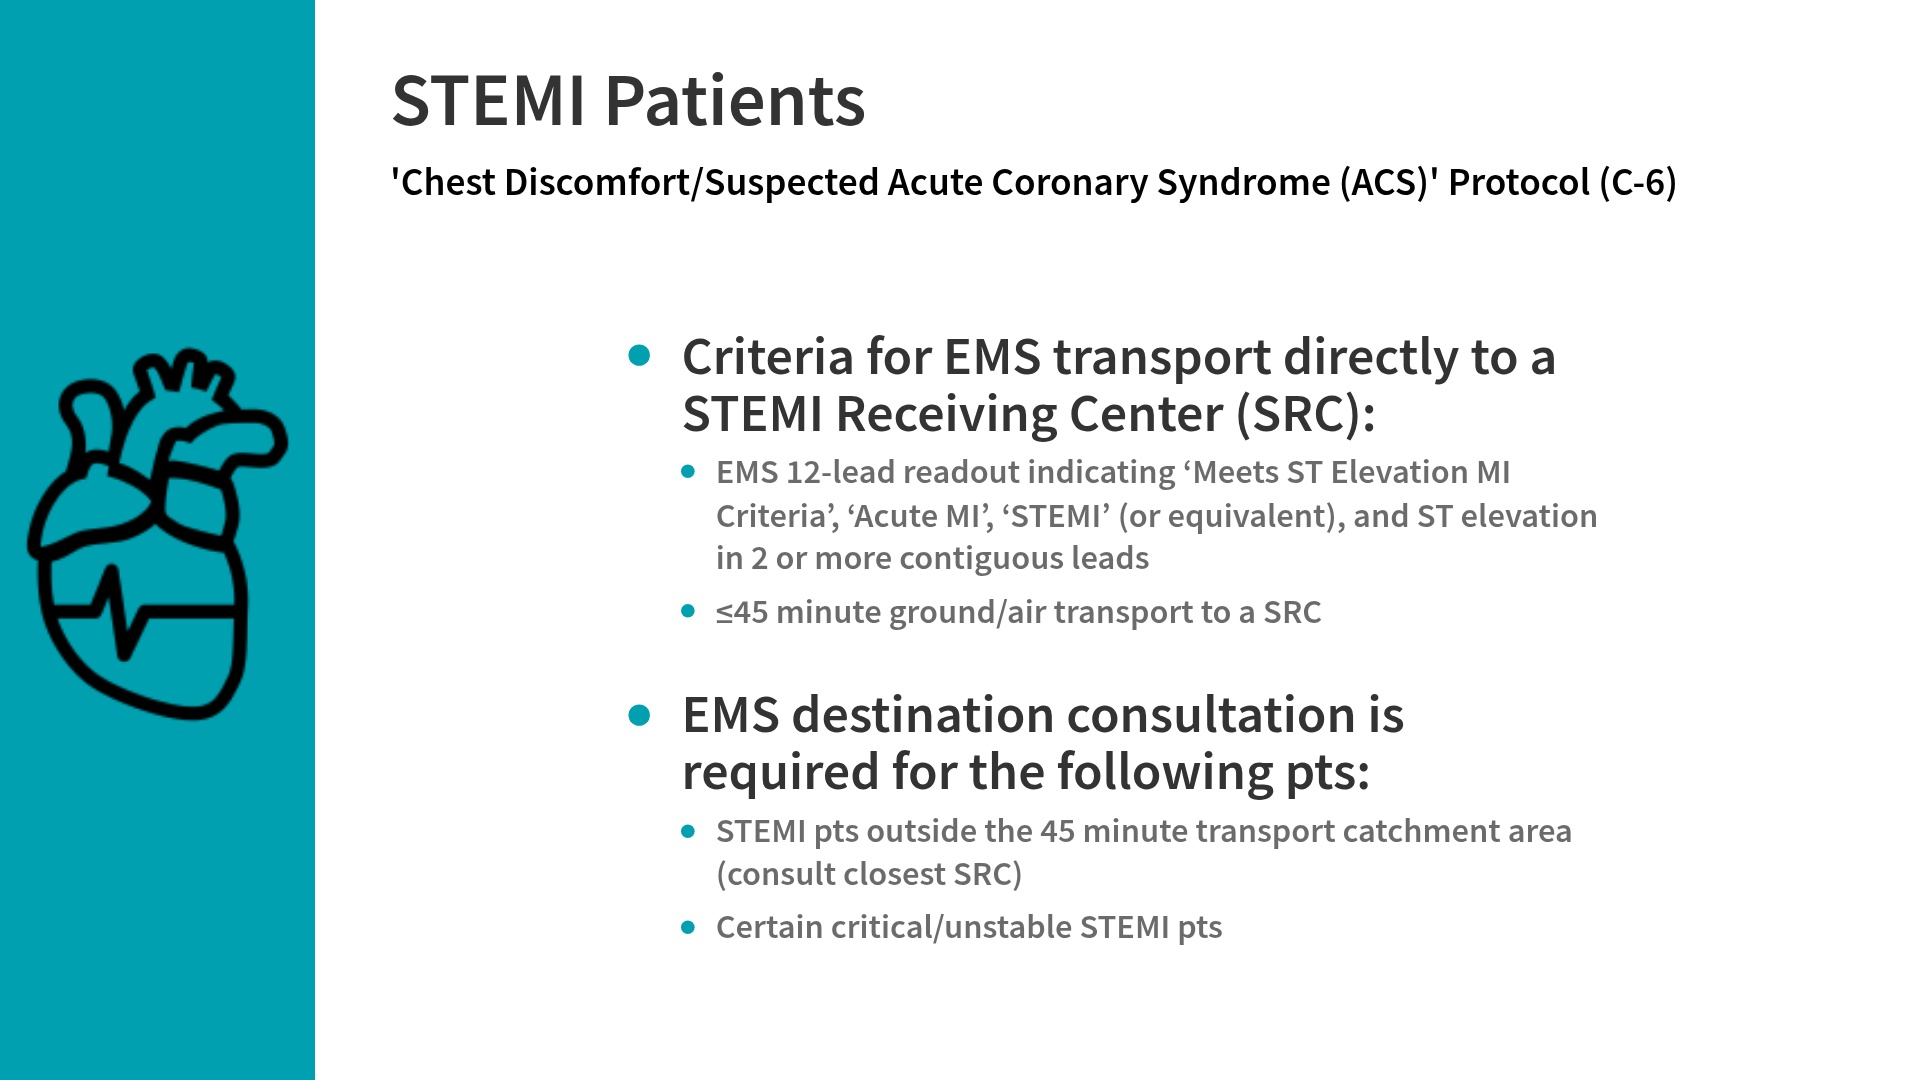 STEMI Patients
'Chest Discomfort/Suspected Acute Coronary Syndrome (ACS)' Protocol (C-6)
Criteria for EMS transport directly to a
STEMI Receiving Center (SRC):
EMS 12-lead readout indicating ‘Meets ST Elevation MI
Criteria’, ‘Acute MI’, ‘STEMI’ (or equivalent), and ST elevation
in 2 or more contiguous leads
≤45 minute ground/air transport to a SRC
EMS destination consultation is
required for the following pts:
STEMI pts outside the 45 minute transport catchment area
(consult closest SRC)
Certain critical/unstable STEMI pts